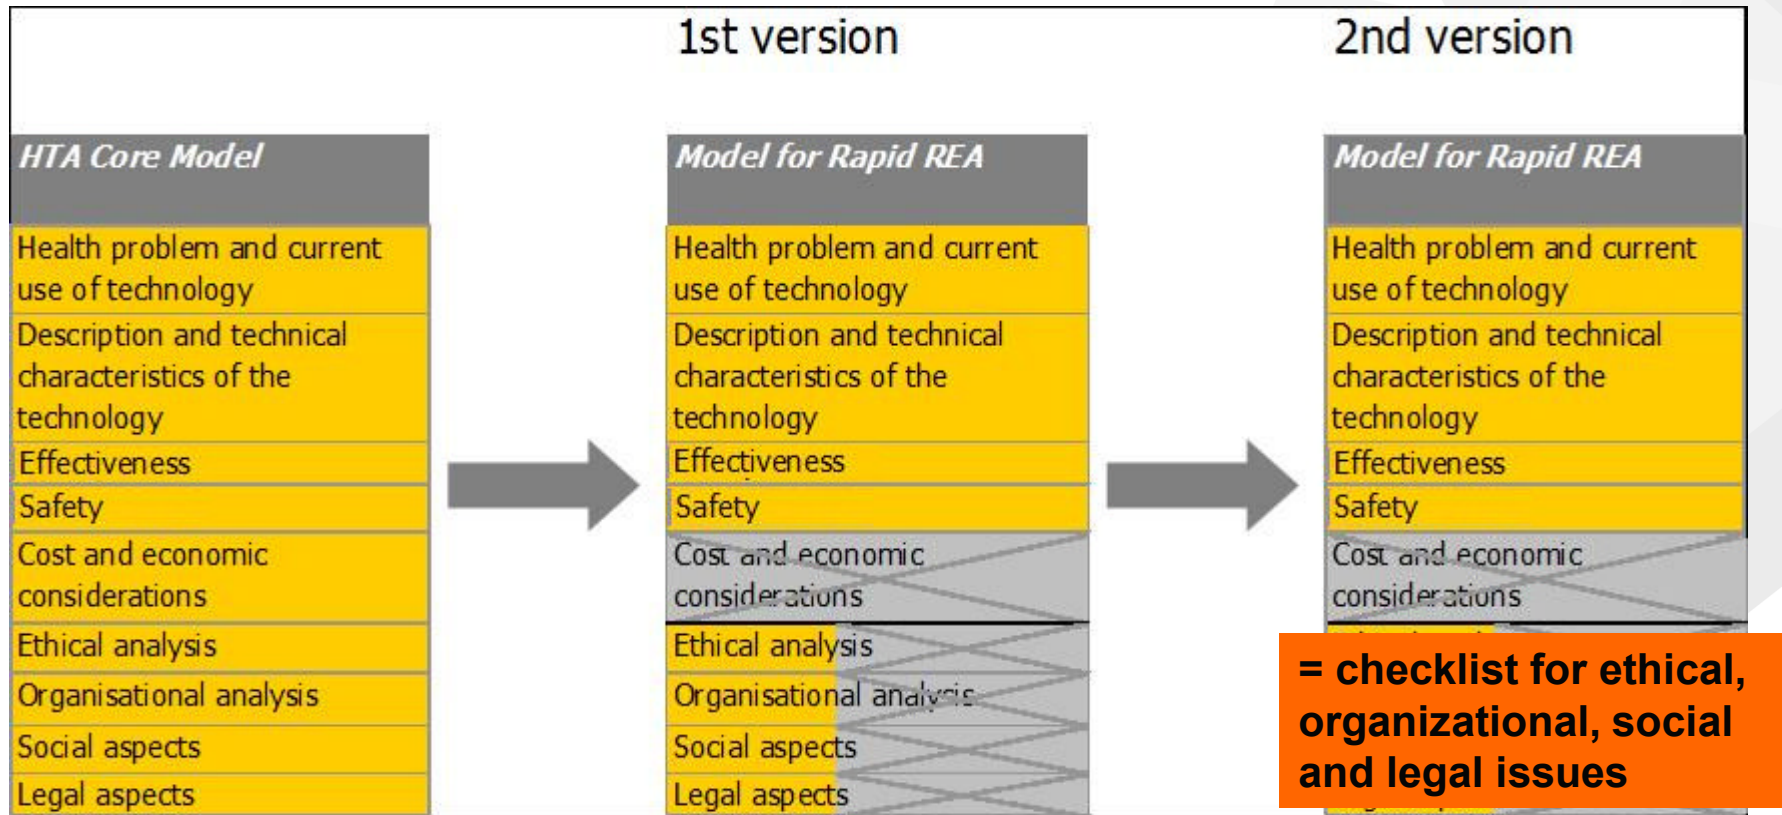 1st version
2nd version
HTA Core Model
Health problem and current
use of technology
Description and technical
characteristics of the
technology
Effectiveness
Safety
Cost and economic
considerations
Ethical analysis
Organisational analysis
Social aspects
Legal aspects
Model for Rapid REA
Health problem and current
use of technology
Description and technical
characteristics of the
technology
Effectiveness
Safety
Cost and economic
considerations
Ethical analysis
Organisational analysis
Social aspects
Legal aspects
Model for Rapid REA
Health problem and current
use of technology
Description and technical
characteristics of the
technology
Effectiveness
Safety
Cost and economic
considerations
= checklist for ethical,
organizational, social
and legal issues